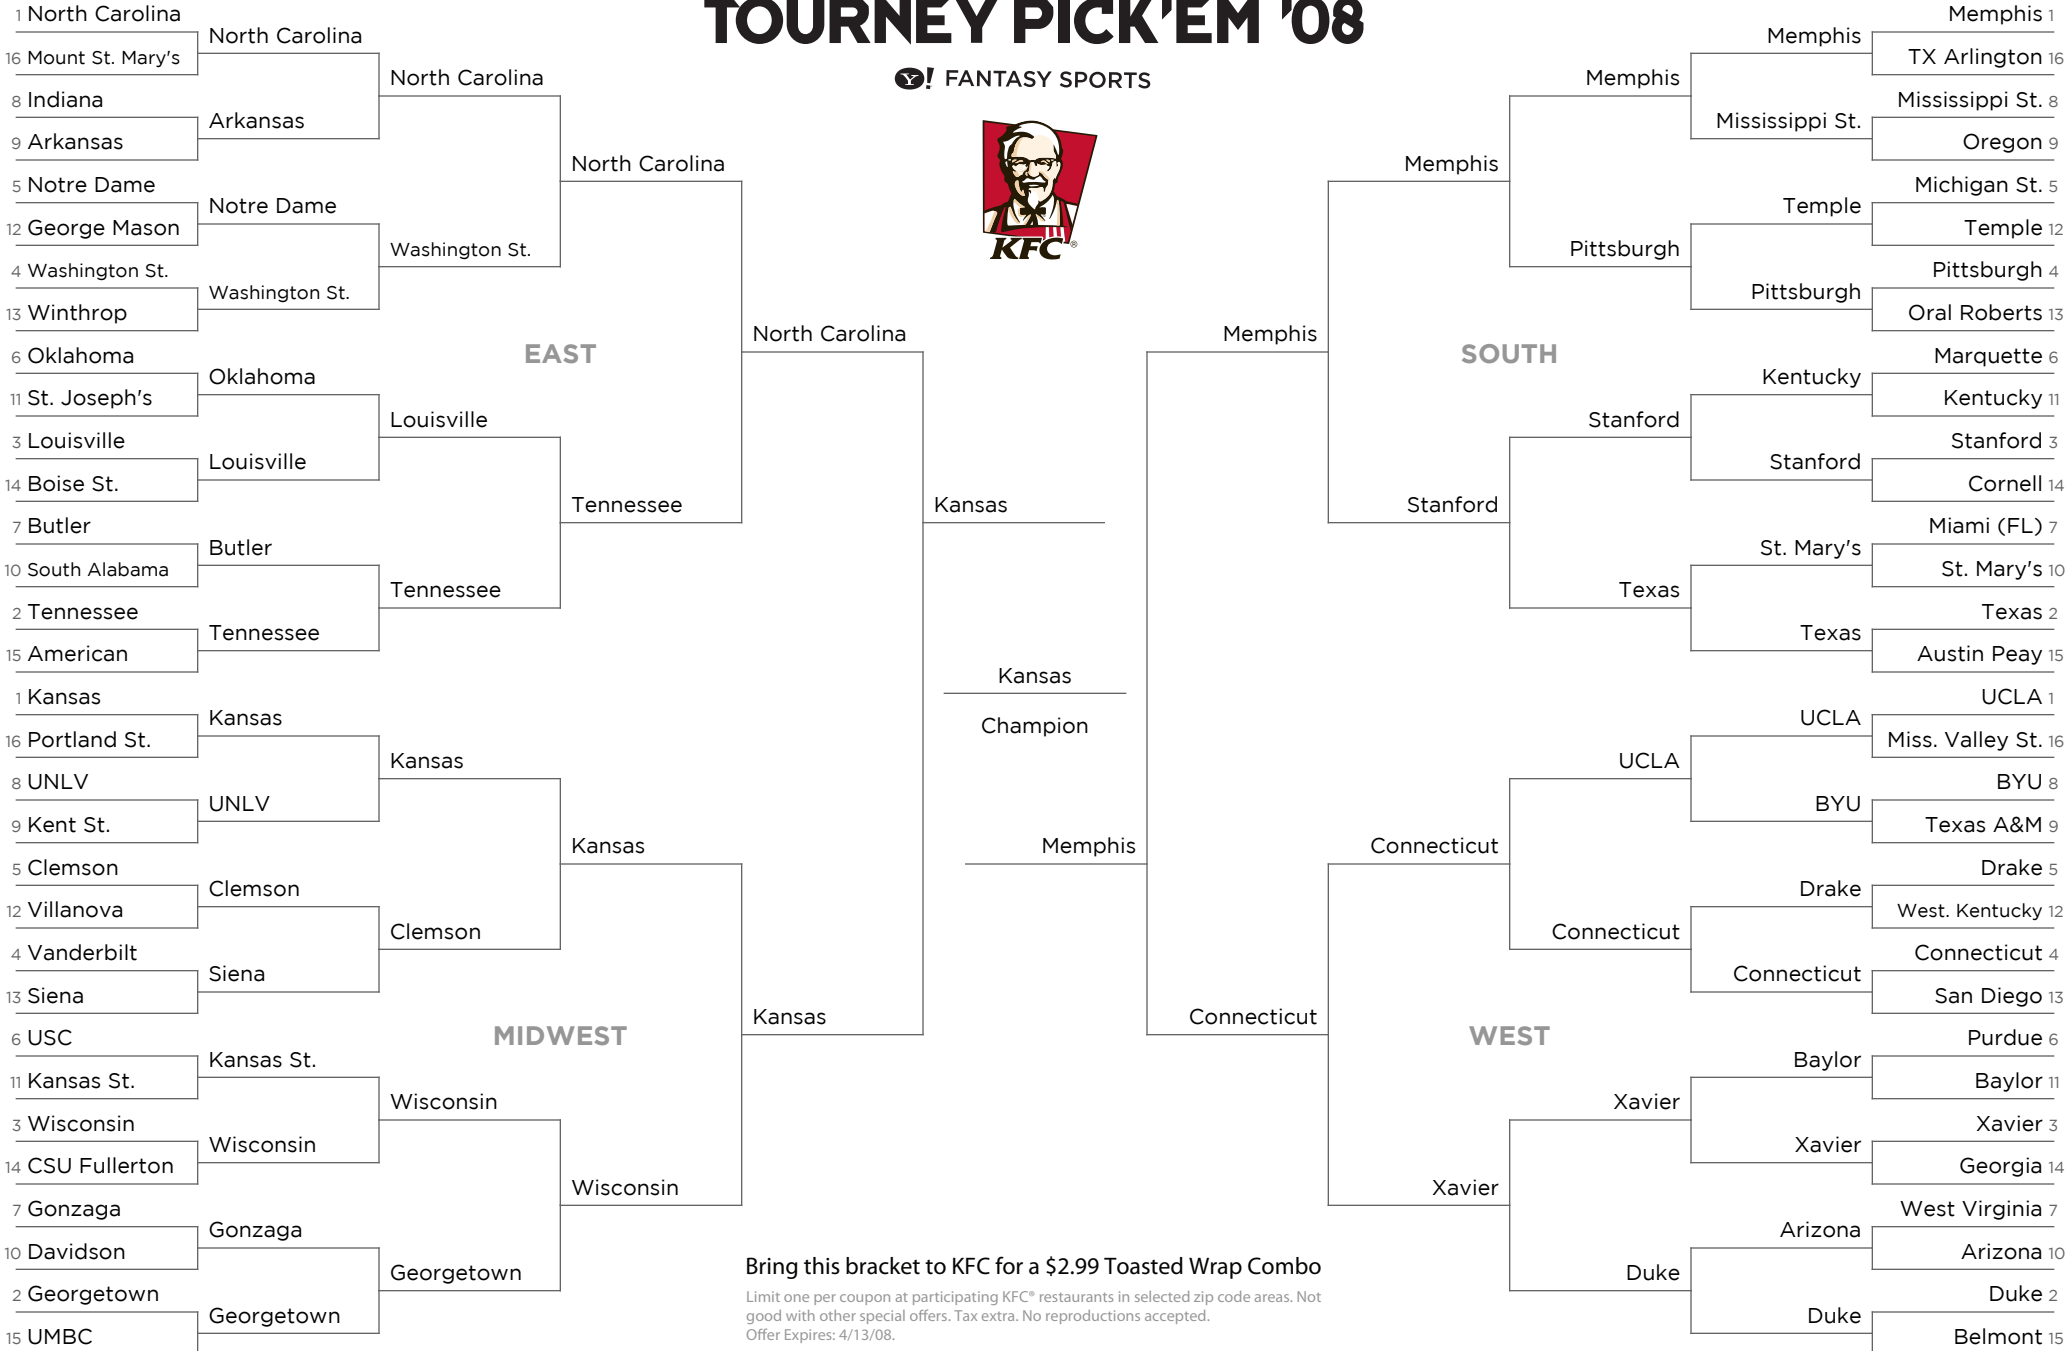 TOURNEY PICK'EM '08
Y! FANTASY SPORTS
KFC®
1 North Carolina
16 Mount St. Mary's
8 Indiana
9 Arkansas
5 Notre Dame
12 George Mason
4 Washington St.
13 Winthrop
6 Oklahoma
11 St. Joseph's
3 Louisville
14 Boise St.
7 Butler
10 South Alabama
2 Tennessee
15 American
1 Kansas
16 Portland St.
8 UNLV
9 Kent St.
5 Clemson
12 Villanova
4 Vanderbilt
13 Siena
6 USC
11 Kansas St.
3 Wisconsin
14 CSU Fullerton
7 Gonzaga
10 Davidson
2 Georgetown
15 UMBC
North Carolina
Arkansas
Notre Dame
Washington St.
Oklahoma
Louisville
Butler
Tennessee
Kansas
UNLV
Clemson
Siena
Kansas St.
Wisconsin
Gonzaga
Georgetown
North Carolina
Washington St.
Louisville
Tennessee
Kansas
Clemson
Wisconsin
Georgetown
EAST
MIDWEST
North Carolina
Tennessee
Kansas
Wisconsin
North Carolina
Kansas
Kansas
Kansas
Champion
Memphis
Memphis
Connecticut
Memphis
Stanford
Connecticut
Xavier
SOUTH
WEST
Memphis
Pittsburgh
Stanford
Texas
UCLA
Connecticut
Xavier
Duke
Memphis
Mississippi St.
Temple
Pittsburgh
Kentucky
Stanford
St. Mary's
Texas
UCLA
BYU
Drake
Connecticut
Baylor
Xavier
Arizona
Duke
Memphis 1
TX Arlington 16
Mississippi St. 8
Oregon 9
Michigan St. 5
Temple 12
Pittsburgh 4
Oral Roberts 13
Marquette 6
Kentucky 11
Stanford 3
Cornell 14
Miami (FL) 7
St. Mary's 10
Texas 2
Austin Peay 15
UCLA 1
Miss. Valley St. 16
BYU 8
Texas A&M 9
Drake 5
West. Kentucky 12
Connecticut 4
San Diego 13
Purdue 6
Baylor 11
Xavier 3
Georgia 14
West Virginia 7
Arizona 10
Duke 2
Belmont 15
Bring this bracket to KFC for a $2.99 Toasted Wrap Combo
Limit one per coupon at participating KFC® restaurants in selected zip code areas. Not
good with other special offers. Tax extra. No reproductions accepted.
Offer Expires: 4/13/08.